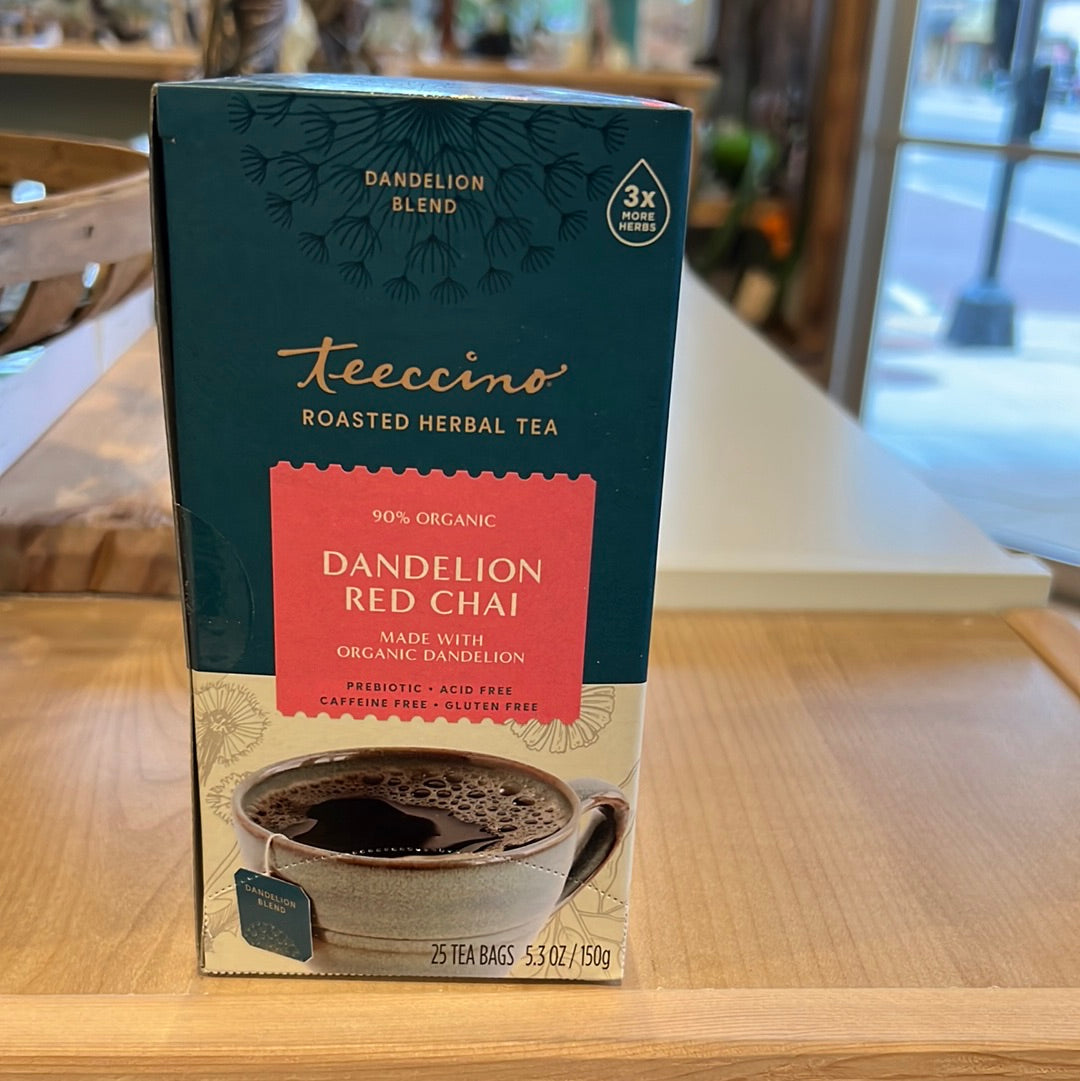 DANDELION
BLEND
3X
MORE
HERBS
teeccino
ROASTED HERBAL TEA
90% ORGANIC
DANDELION
RED CHAI
MADE WITH
ORGANIC DANDELION
PREBIOTIC • ACID FREE
CAFFEINE FREE • GLUTEN FREE
DANDELION
BLEND
25 TEA BAGS 5.3 OZ / 150g